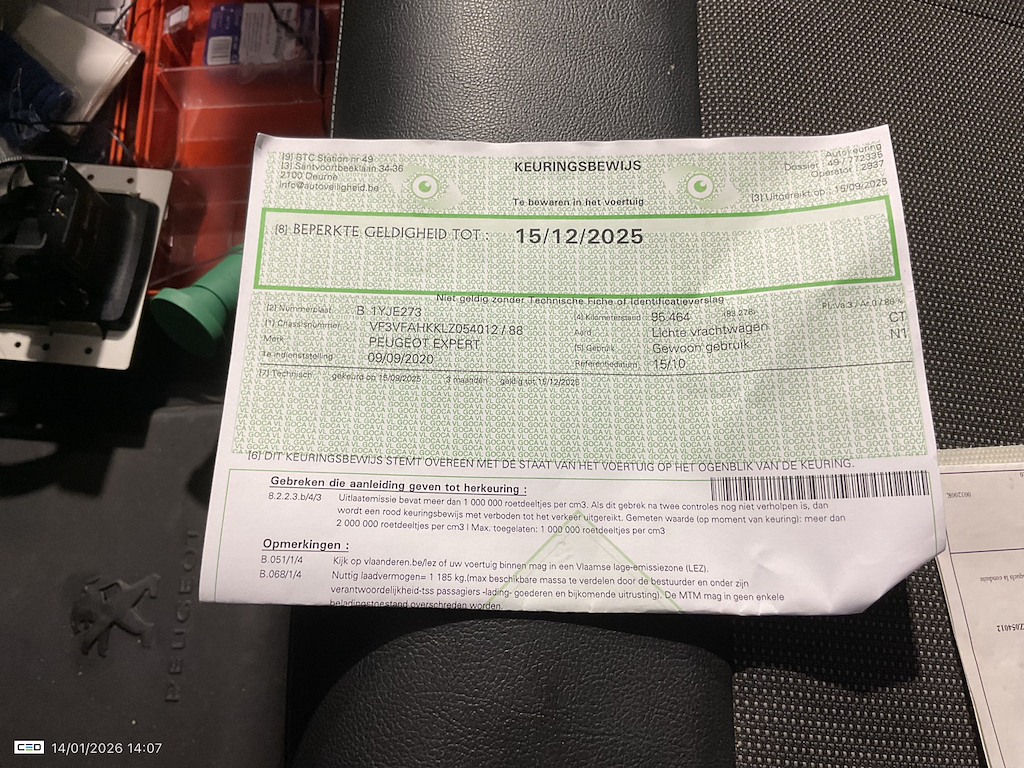 [9] BTC Station nr 49
[3] Santvoortbeeklaan 34-36
2100 Deurne
info@autoveiligheid.be
KEURINGSBEWIJS
Te bewaren in het voertuig
Autokeuring
Dossier : 49 / 772335
Operator : 2837
[3] Uitgereikt op : 15/09/2025
[8] BEPERKTE GELDIGHEID TOT : 15/12/2025
Niet geldig zonder Technische Fiche of Identificatieverslag
[2] Nummerplaat B 1YJE273
[1] Chassisnummer VF3VFAHKKLZ054012 / 88
Merk PEUGEOT EXPERT
1e indienststelling 09/09/2020
[4] Kilometerstand 95.464 (83.278)
Aard Lichte vrachtwagen
[5] Gebruik Gewoon gebruik
Referentiedatum 15/10
CT
N1
[7] Technisch gekeurd op 15/09/2025 3 maanden geldig tot 15/12/2025
[6] DIT KEURINGSBEWIJS STEMT OVEREEN MET DE STAAT VAN HET VOERTUIG OP HET OGENBLIK VAN DE KEURING.
Gebreken die aanleiding geven tot herkeuring :
8.2.2.3.b/4/3 Uitlaatemissie bevat meer dan 1 000 000 roetdeeltjes per cm3. Als dit gebrek na twee controles nog niet verholpen is, dan
wordt een rood keuringsbewijs met verboden tot het verkeer uitgereikt. Gemeten waarde (op moment van keuring): meer dan
2 000 000 roetdeeltjes per cm3 | Max. toegelaten: 1 000 000 roetdeeltjes per cm3
Opmerkingen :
B.051/1/4 Kijk op vlaanderen.be/lez of uw voertuig binnen mag in een Vlaamse lage-emissiezone (LEZ).
B.068/1/4 Nuttig laadvermogen= 1 185 kg.(max beschikbare massa te verdelen door de bestuurder en onder zijn
verantwoordelijkheid-tss passagiers -lading- goederen en bijkomende uitrusting). De MTM mag in geen enkele
beladingstoestand overschreden worden.
PEUGEOT
CEO 14/01/2026 14:07